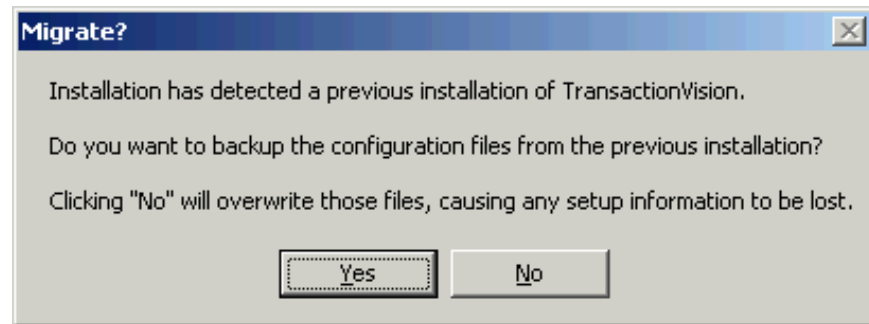 Migrate?
Installation has detected a previous installation of TransactionVision.
Do you want to backup the configuration files from the previous installation?
Clicking "No" will overwrite those files, causing any setup information to be lost.
Yes No